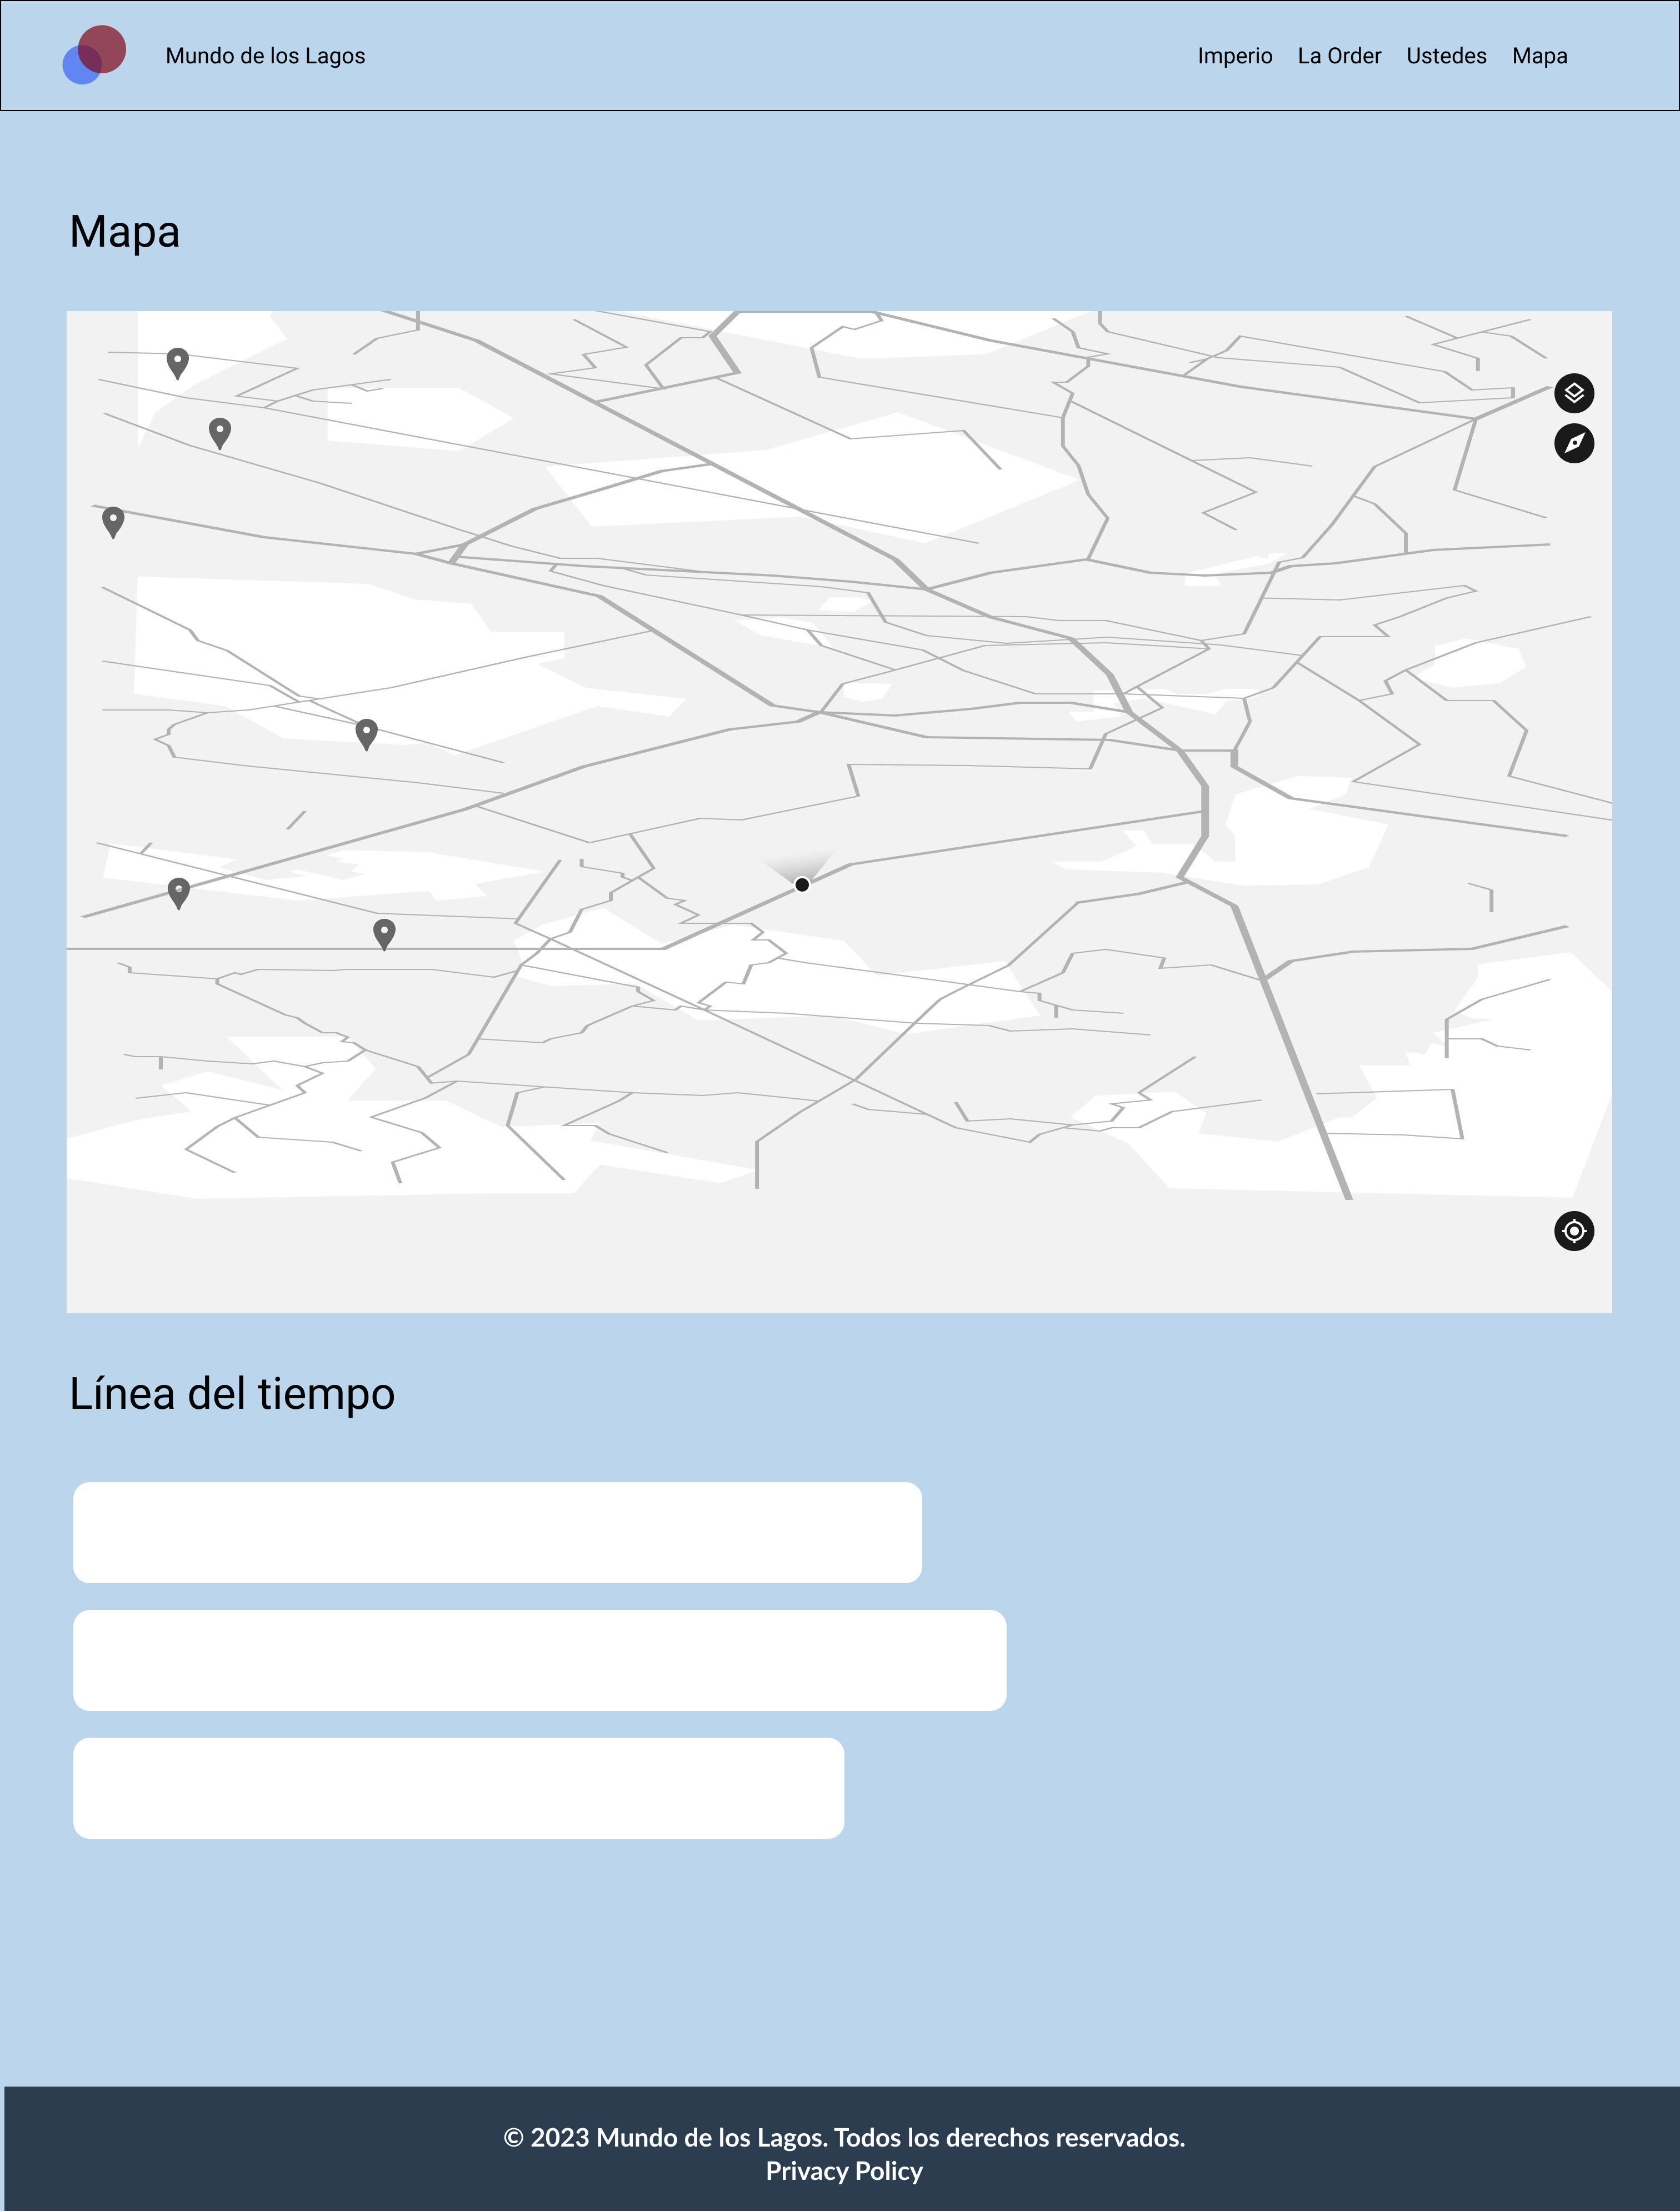 Mundo de los Lagos
Imperio La Order Ustedes Mapa
Mapa
Línea del tiempo
© 2023 Mundo de los Lagos. Todos los derechos reservados.
Privacy Policy